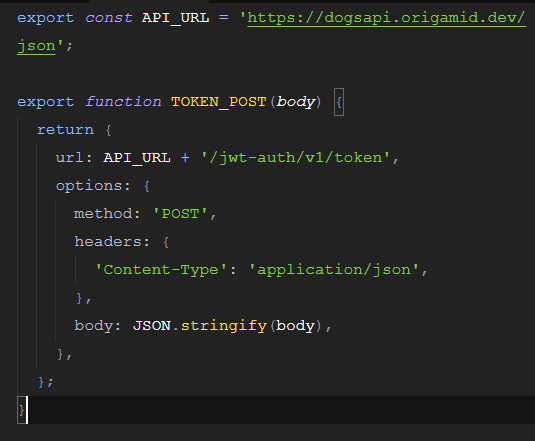 export const API_URL = 'https://dogsapi.origamid.dev/
json';
export function TOKEN_POST(body) {
return {
url: API_URL + '/jwt-auth/v1/token',
options: {
method: 'POST',
headers: {
'Content-Type': 'application/json',
},
body: JSON.stringify(body),
},
};
}